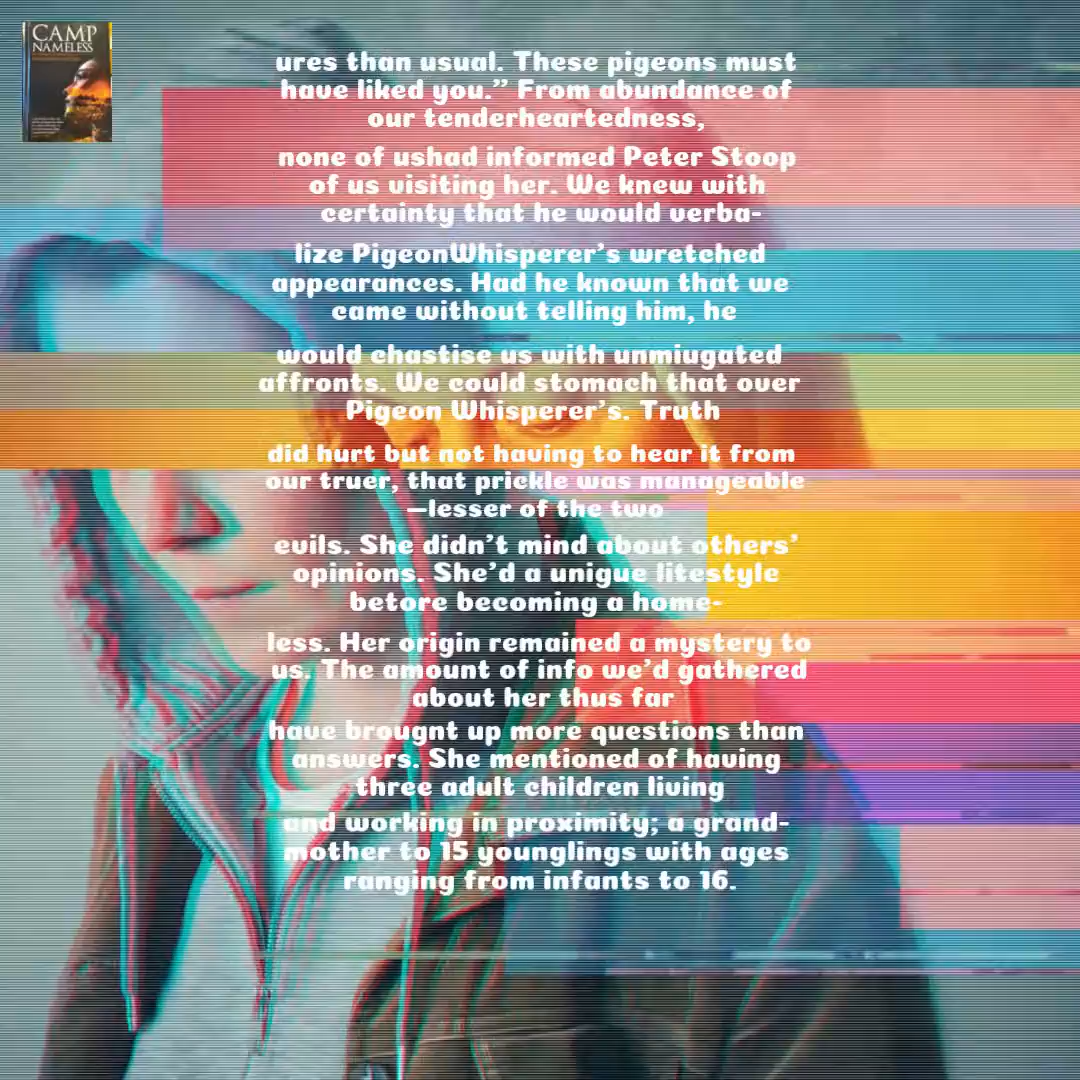 CAMP
NAMELESS
ures than usual. These pigeons must
have liked you.” From abundance of
our tenderheartedness,
none of ushad informed Peter Stoop
of us visiting her. We knew with
certainty that he would verba-
lize PigeonWhisperer’s wretched
appearances. Had he known that we
came without telling him, he
would chastise us with unmiugated
affronts. We could stomach that over
Pigeon Whisperer’s. Truth
did hurt but not having to hear it from
our truer, that prickle was manageable
—lesser of the two
evils. She didn’t mind about others’
opinions. She’d a unigue litestyle
betore becoming a home-
less. Her origin remained a mystery to
us. The amount of info we’d gathered
about her thus far
have brougnt up more questions than
answers. She mentioned of having
three adult children living
and working in proximity; a grand-
mother to 15 younglings with ages
ranging from infants to 16.